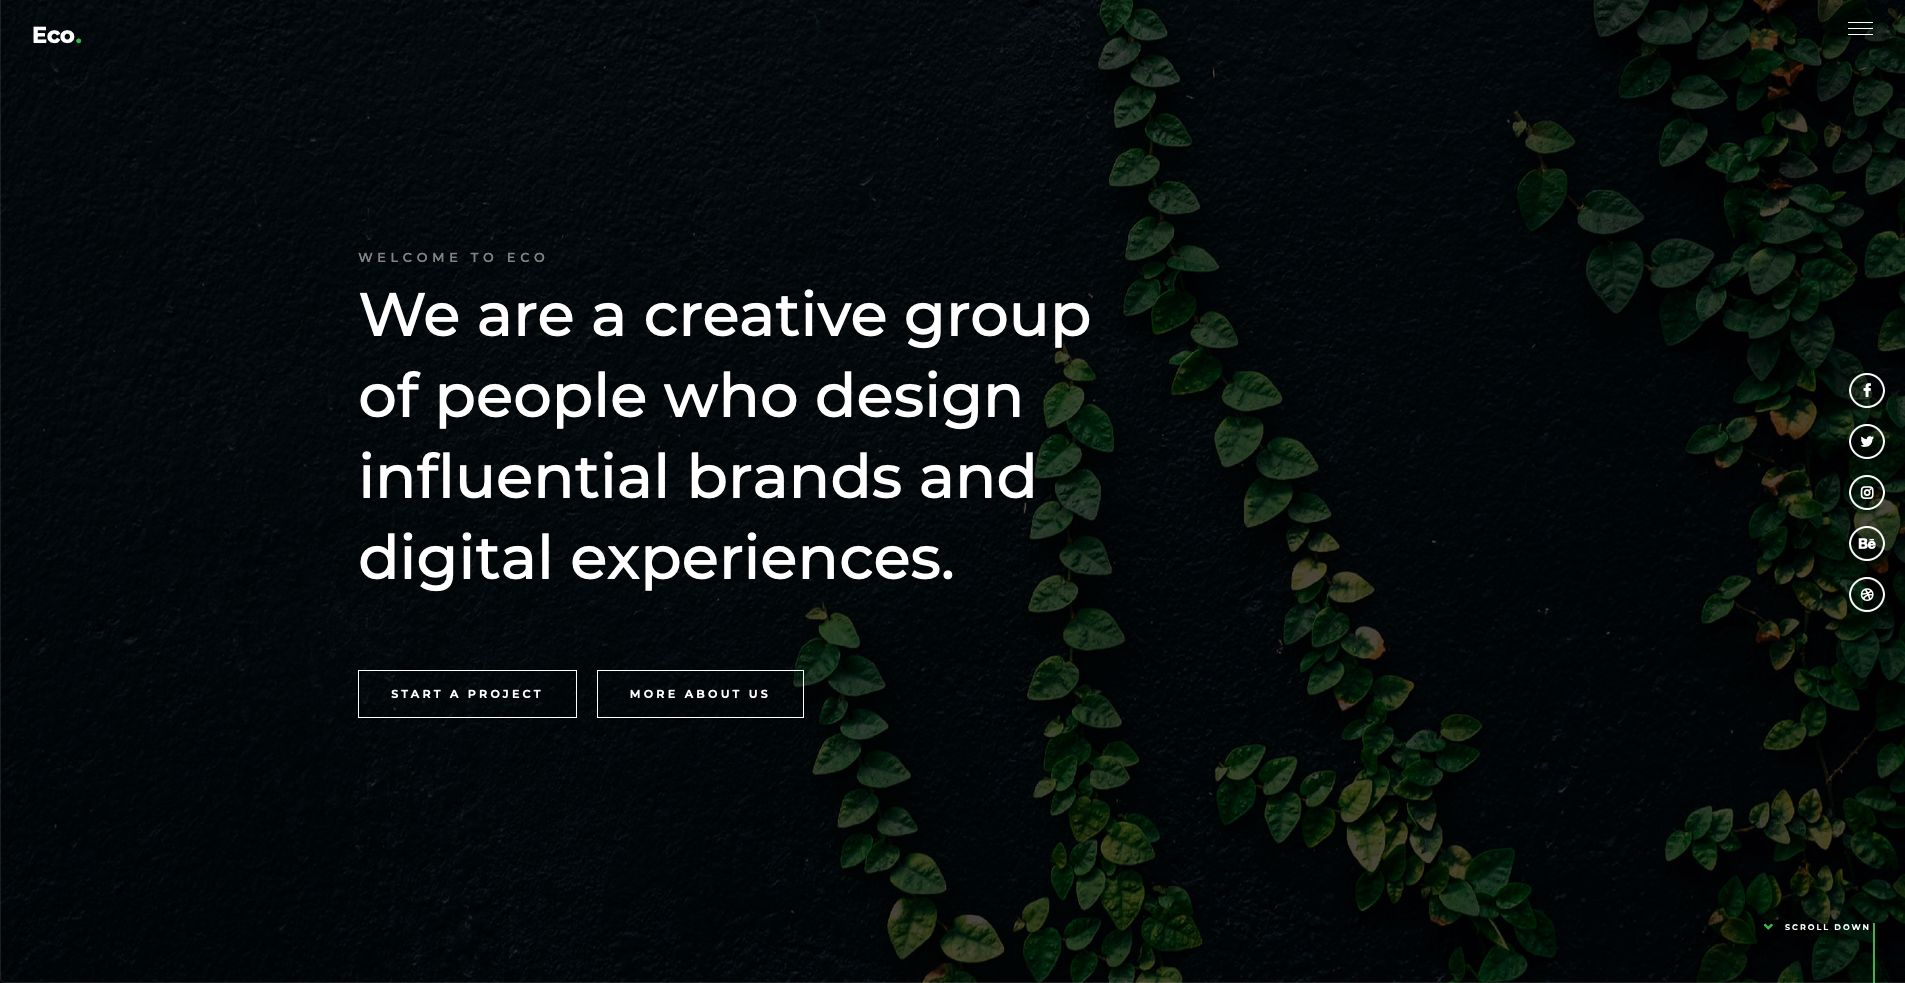 Eco.
WELCOME TO ECO
We are a creative group
of people who design
influential brands and
digital experiences.
START A PROJECT
MORE ABOUT US
Bē
SCROLL DOWN